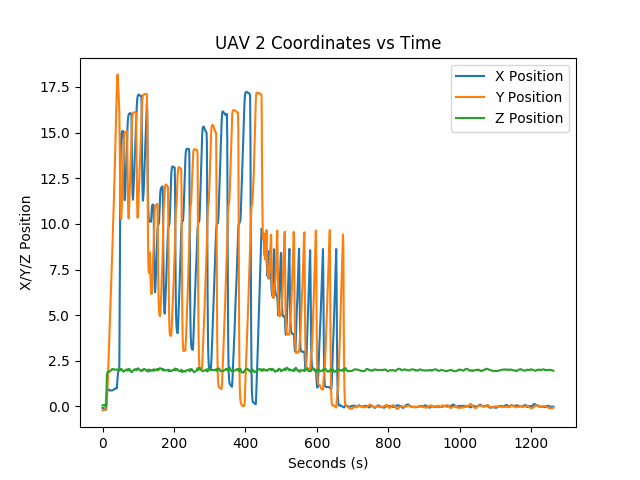 UAV 2 Coordinates vs Time
X Position
Y Position
Z Position
17.5
15.0
12.5
10.0
7.5
5.0
2.5
0.0
X/Y/Z Position
0 200 400 600 800 1000 1200
Seconds (s)